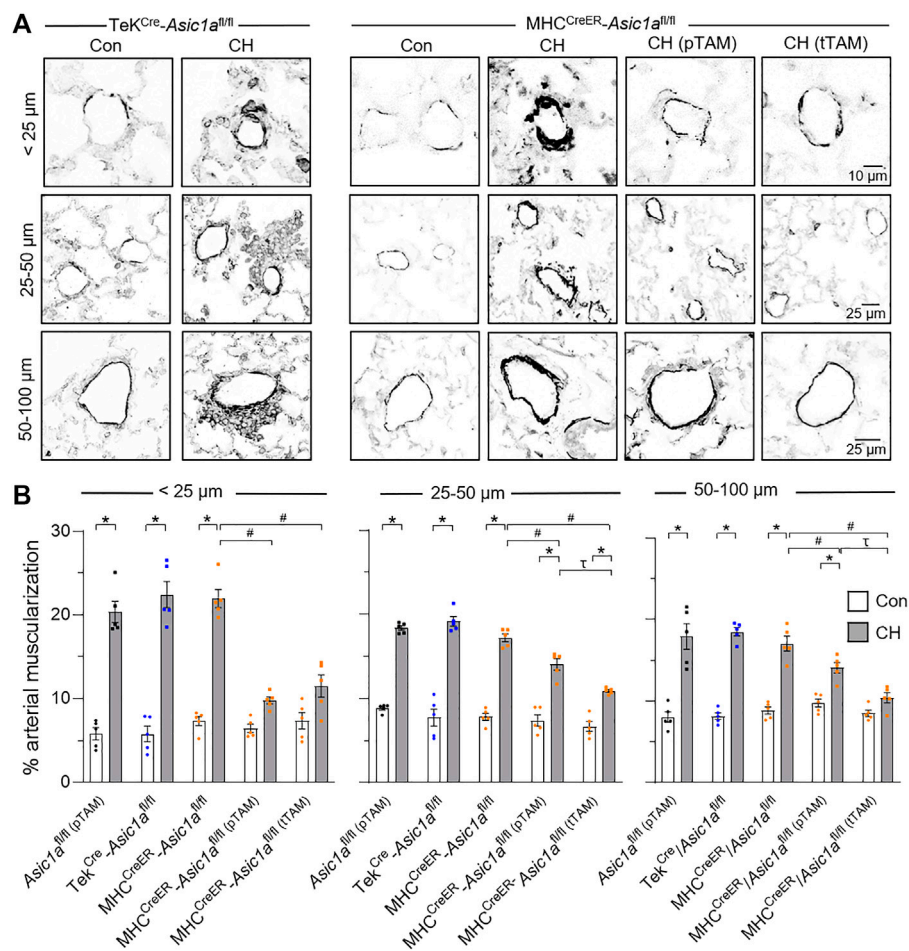 A
TeK^Cre-Asic1a^fl/fl
MHC^CreER-Asic1a^fl/fl
Con CH Con CH CH (pTAM) CH (tTAM)
< 25 µm
10 µm
25-50 µm
25 µm
50-100 µm
25 µm
B
< 25 µm 25-50 µm 50-100 µm
% arterial muscularization
30
20
10
0
* * * # #
* * * # # * * τ
* * * # # * τ
Con
CH
Asic1a^fl/fl (pTAM)
TeK^Cre-Asic1a^fl/fl
MHC^CreER-Asic1a^fl/fl
MHC^CreER-Asic1a^fl/fl (pTAM)
MHC^CreER-Asic1a^fl/fl (tTAM)
Asic1a^fl/fl (pTAM)
TeK^Cre-Asic1a^fl/fl
MHC^CreER-Asic1a^fl/fl
MHC^CreER-Asic1a^fl/fl (pTAM)
MHC^CreER-Asic1a^fl/fl (tTAM)
Asic1a^fl/fl (pTAM)
TeK^Cre/Asic1a^fl/fl
MHC^CreER/Asic1a^fl/fl
MHC^CreER/Asic1a^fl/fl (pTAM)
MHC^CreER/Asic1a^fl/fl (tTAM)